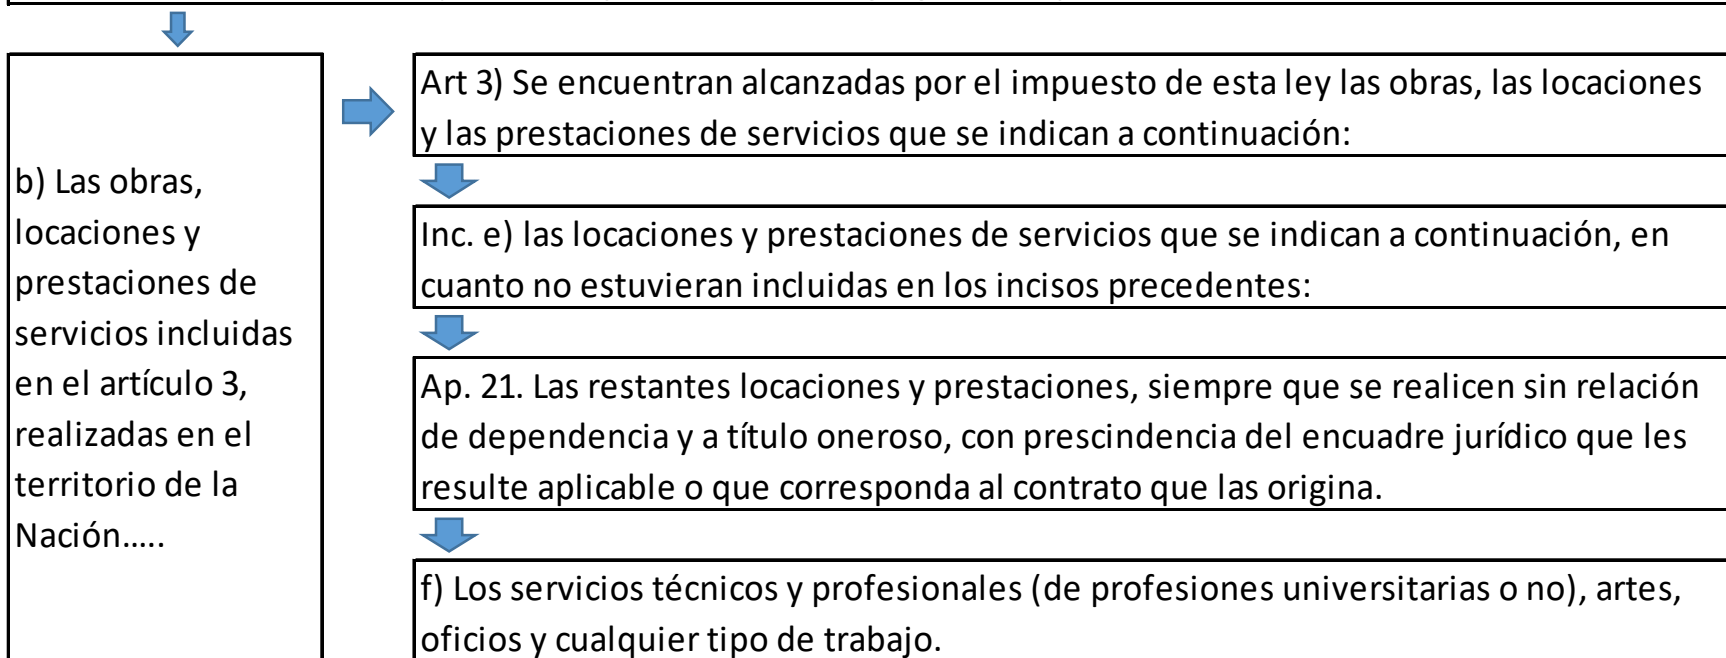 b) Las obras,
locaciones y
prestaciones de
servicios incluidas
en el artículo 3,
realizadas en el
territorio de la
Nación.....
Art 3) Se encuentran alcanzadas por el impuesto de esta ley las obras, las locaciones
y las prestaciones de servicios que se indican a continuación:
Inc. e) las locaciones y prestaciones de servicios que se indican a continuación, en
cuanto no estuvieran incluidas en los incisos precedentes:
Ap. 21. Las restantes locaciones y prestaciones, siempre que se realicen sin relación
de dependencia y a título oneroso, con prescindencia del encuadre jurídico que les
resulte aplicable o que corresponda al contrato que las origina.
f) Los servicios técnicos y profesionales (de profesiones universitarias o no), artes,
oficios y cualquier tipo de trabajo.